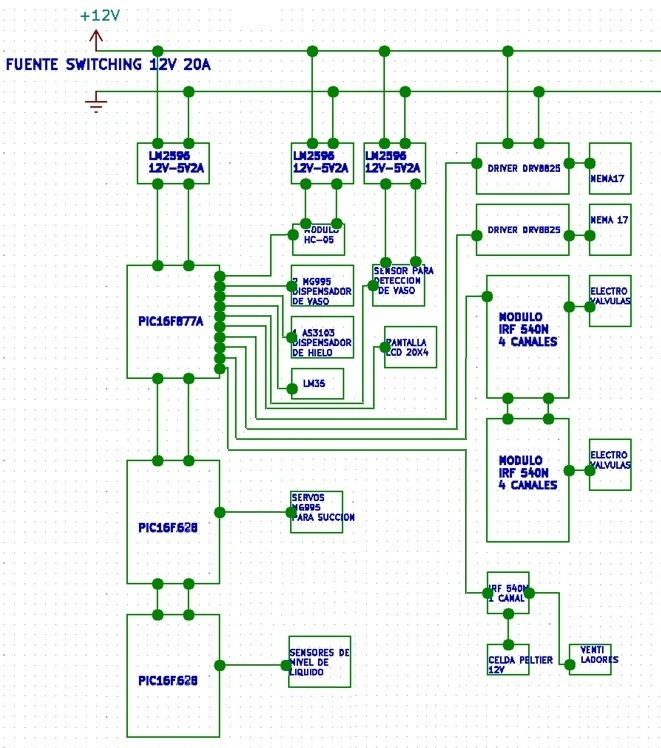 +12V
FUENTE SWITCHING 12V 20A
LM2596
12V-5V2A
LM2596
12V-5V2A
LM2596
12V-5V2A
DRIVER DRV8825
NEMA17
MODULO
HC-05
DRIVER DRV8825
NEMA 17
SENSOR PARA
DETECCION
DE VASO
MG995
DISPENSADOR
DE VASO
PIC16F877A
AS3103
DISPENSADOR
DE HIELO
PANTALLA
LCD 20X4
LM35
MODULO
IRF 540N
4 CANALES
ELECTRO
VALVULAS
MODULO
IRF 540N
4 CANALES
ELECTRO
VALVULAS
PIC16F628
SERVOS
MG995
PARA SUCCION
IRF 540N
1 CANAL
PIC16F628
SENSORES DE
NIVEL DE
LIQUIDO
CELDA PELTIER
12V
VENTI
LADORES